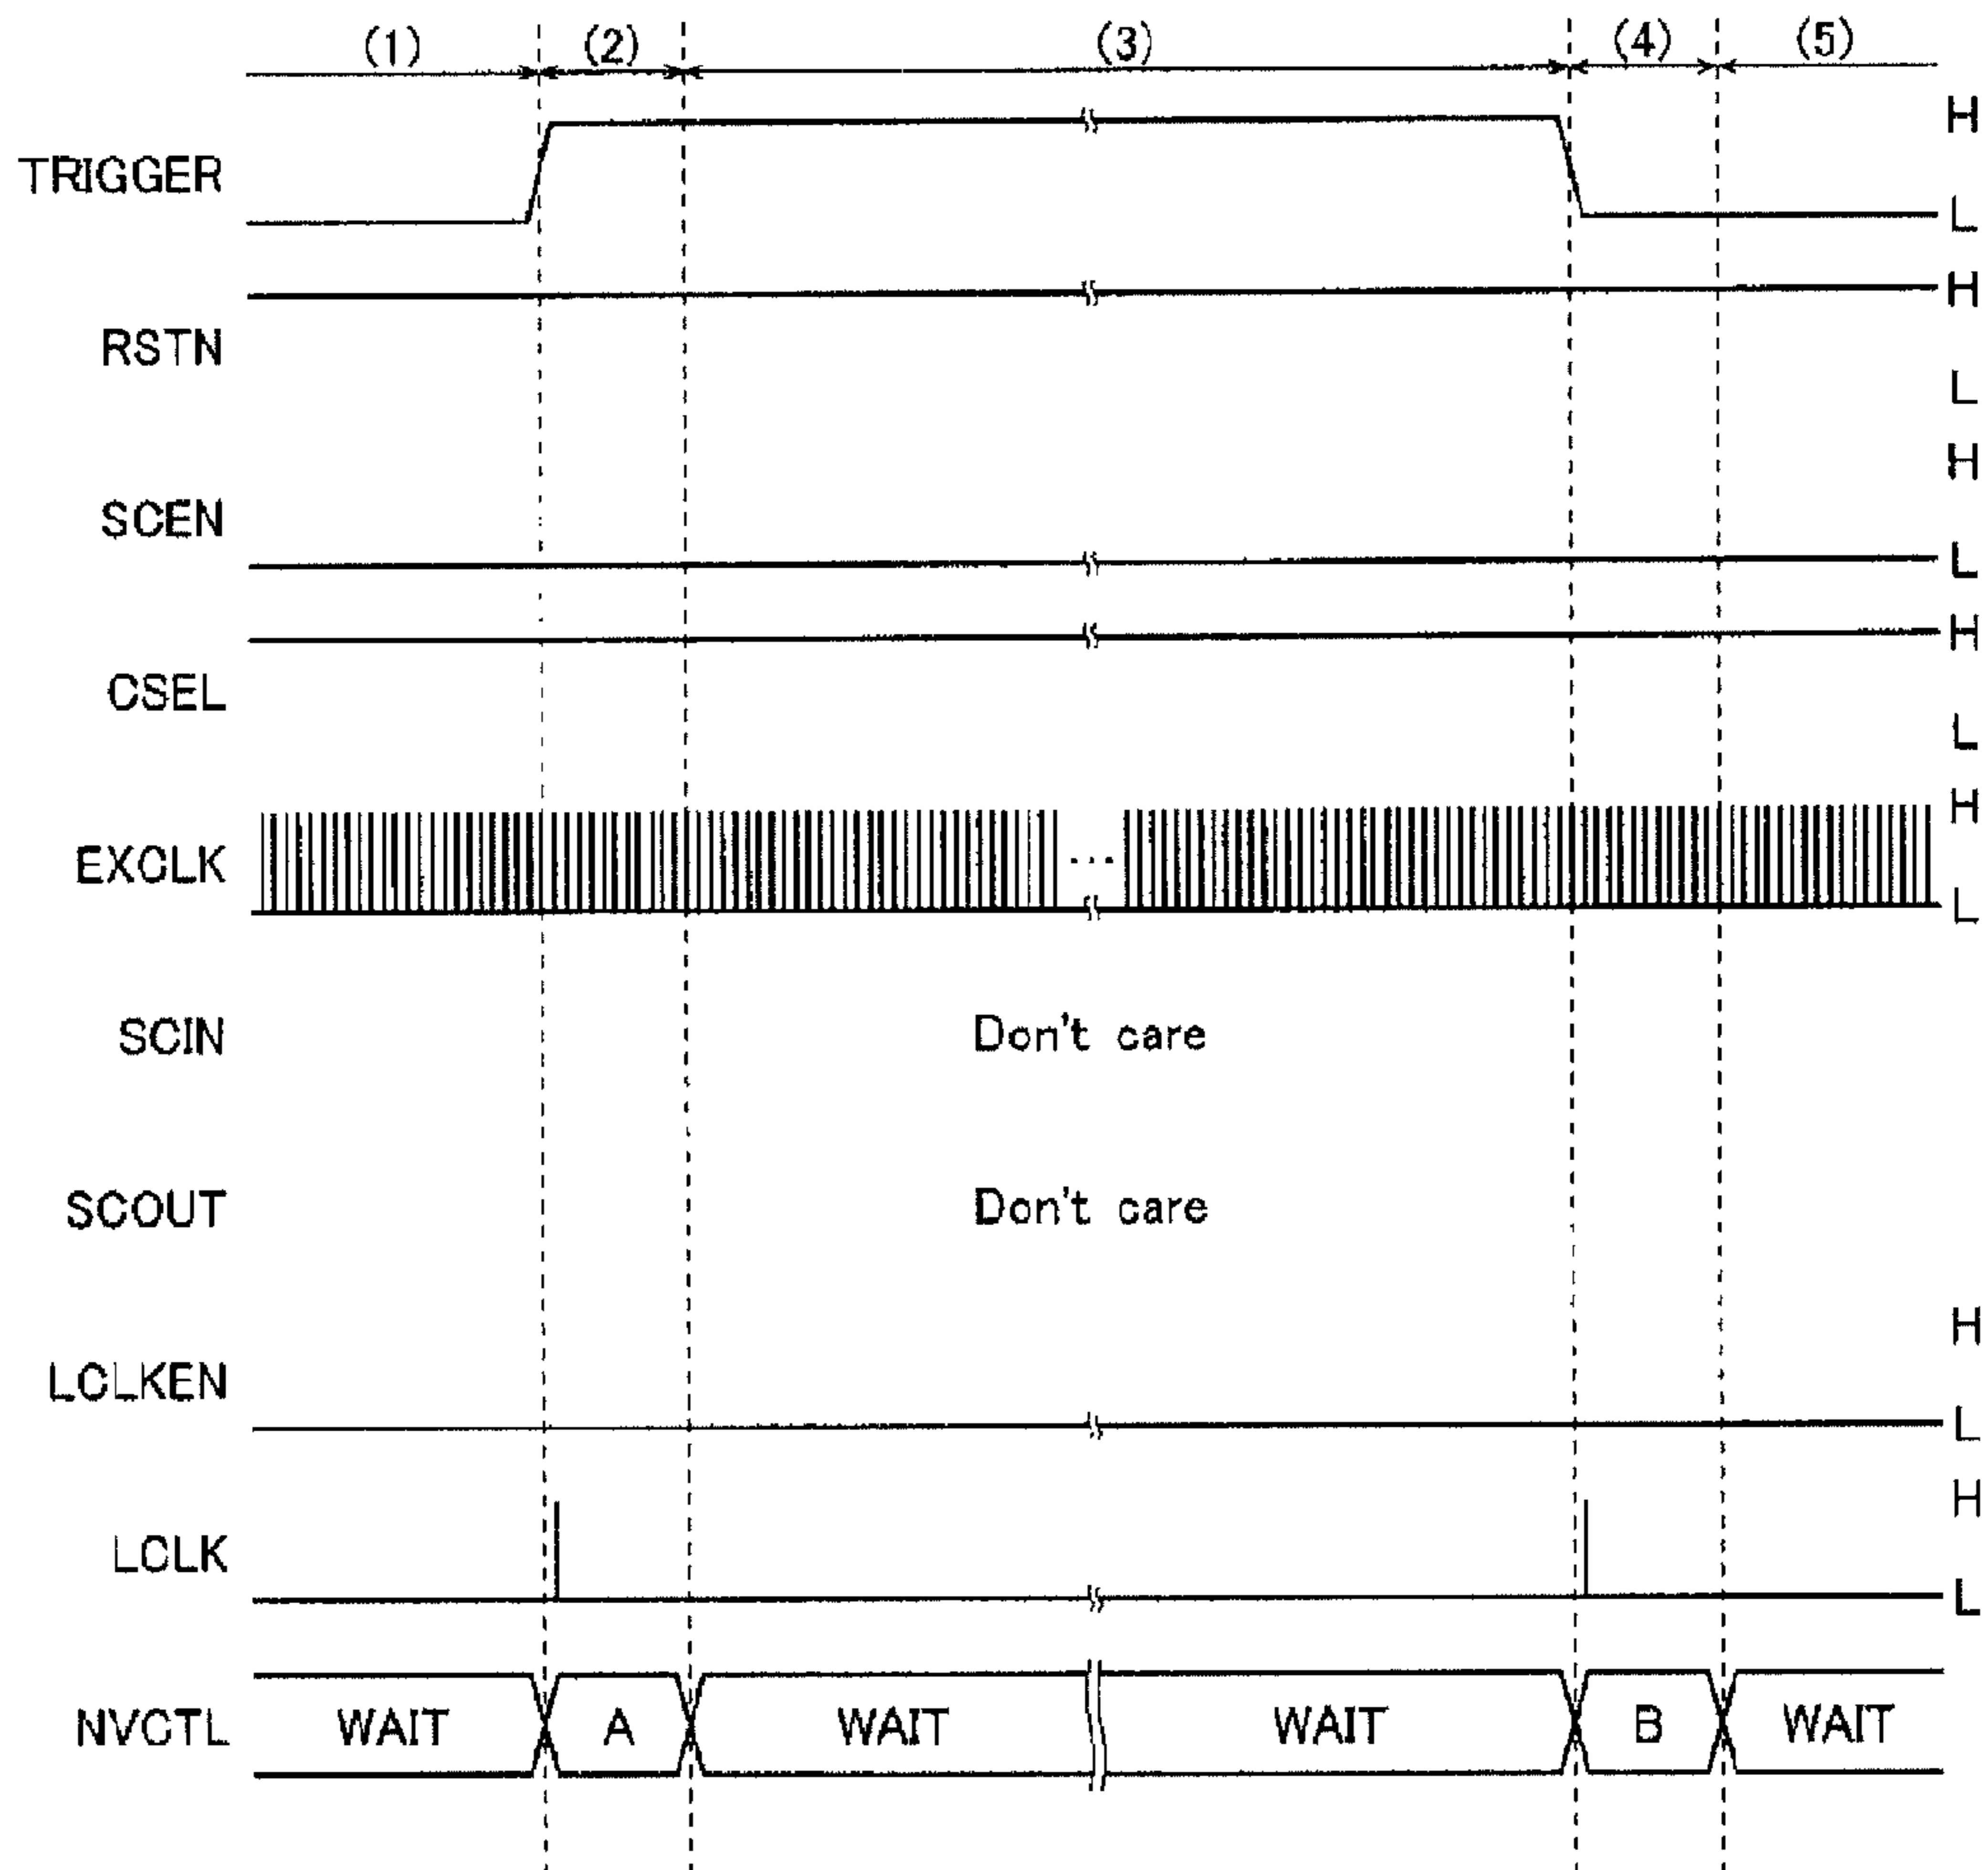 (1) (2) (3) (4) (5)
H
TRIGGER
L
H
RSTN
L
H
SCEN
L
H
CSEL
L
H
EXCLK
...
L
SCIN Don't care
SCOUT Don't care
H
LCLKEN
L
H
LCLK
L
NVCTL WAIT A WAIT WAIT B WAIT